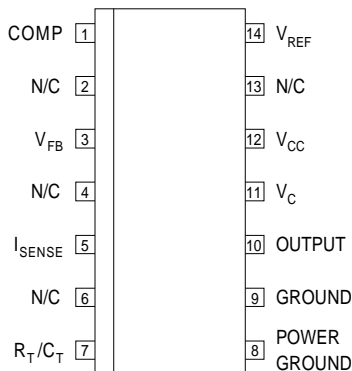 COMP 1 14 V_REF
N/C 2 13 N/C
V_FB 3 12 V_CC
N/C 4 11 V_C
I_SENSE 5 10 OUTPUT
N/C 6 9 GROUND
R_T/C_T 7 8 POWER
GROUND